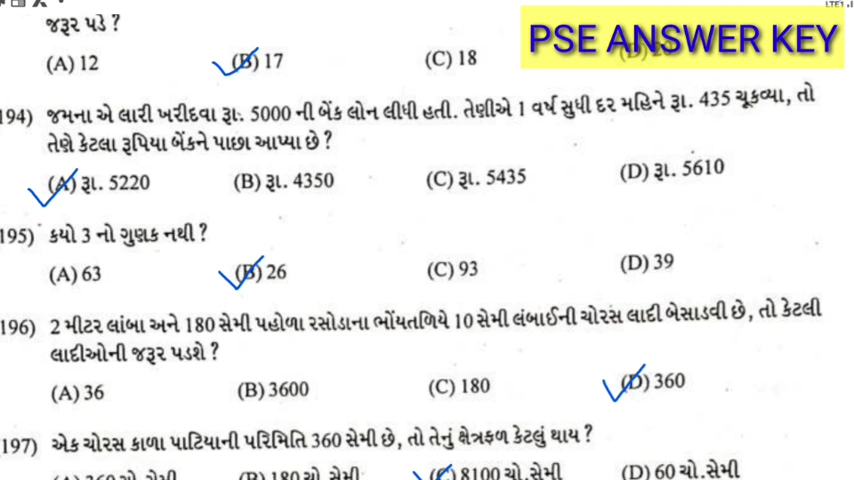 જરૂર પડે ?
PSE ANSWER KEY
(A) 12 (B) 17 (C) 18
194) જમના એ લારી ખરીદવા રૂા. 5000 ની બેંક લોન લીધી હતી. તેણીએ 1 વર્ષ સુધી દર મહિને રૂા. 435 ચૂકવ્યા, તો
તેણે કેટલા રૂપિયા બેંકને પાછા આપ્યા છે ?
(A) રૂા. 5220 (B) રૂા. 4350 (C) રૂા. 5435 (D) રૂા. 5610
195) કયો 3 નો ગુણક નથી ?
(A) 63 (B) 26 (C) 93 (D) 39
196) 2 મીટર લાંબા અને 180 સેમી પહોળા રસોડાના ભોંયતળિયે 10 સેમી લંબાઈની ચોરસ લાદી બેસાડવી છે, તો કેટલી
લાદીઓની જરૂર પડશે ?
(A) 36 (B) 3600 (C) 180 (D) 360
197) એક ચોરસ કાળા પાટિયાની પરિમિતિ 360 સેમી છે, તો તેનું ક્ષેત્રફળ કેટલું થાય ?
(B) 180 ચો.સેમી (C) 8100 ચો.સેમી (D) 60 ચો.સેમી